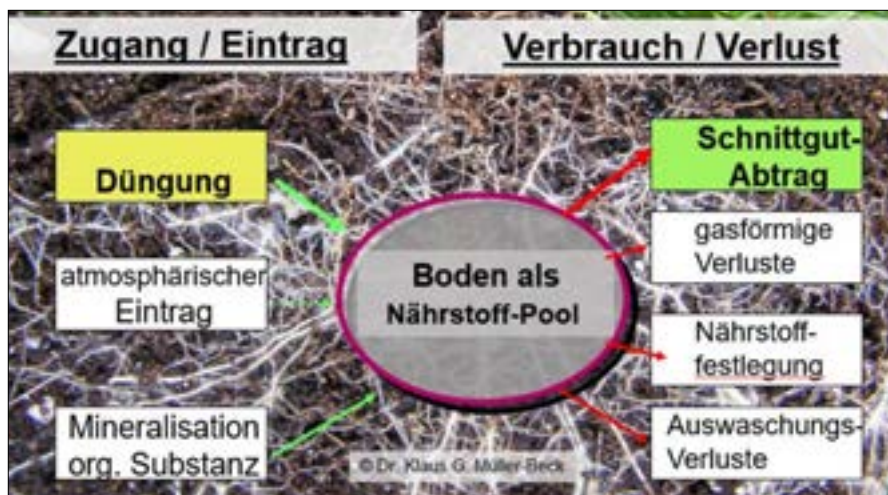 Zugang / Eintrag
Düngung
atmosphärischer
Eintrag
Mineralisation
org. Substanz
Boden als
Nährstoff-Pool
Verbrauch / Verlust
Schnittgut-
Abtrag
gasförmige
Verluste
Nährstoff-
festlegung
Auswaschungs-
Verluste
© Dr. Klaus G. Müller-Beck